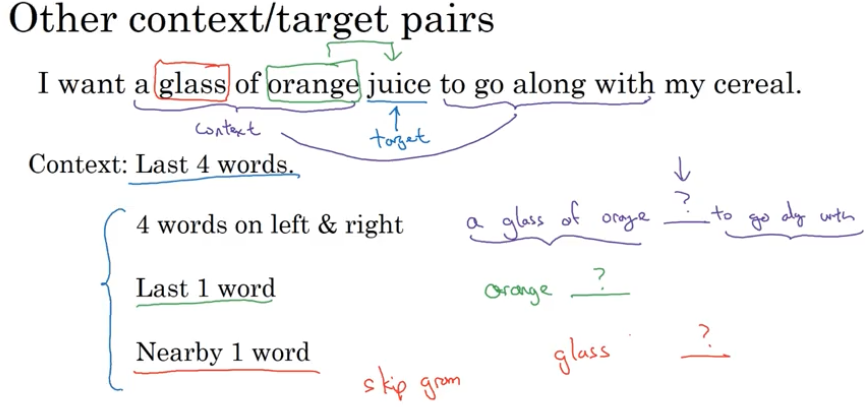 Other context/target pairs
I want a glass of orange juice to go along with my cereal.
context
target
Context: Last 4 words.
4 words on left & right
a glass of orange ? to go along with
Last 1 word
orange ?
Nearby 1 word
glass ?
skip gram